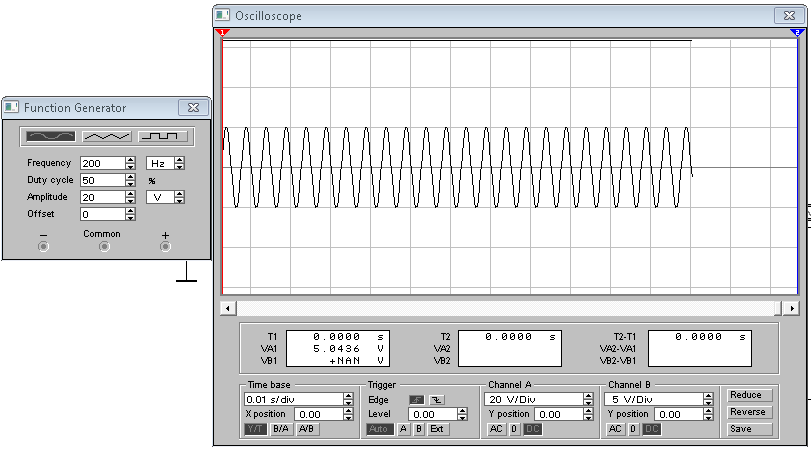 Oscilloscope
1
2
Function Generator
Frequency 200 Hz
Duty cycle 50 %
Amplitude 20 V
Offset 0
− Common +
T1 0.0000 s
VA1 5.0436 V
VB1 +NAN V
T2 0.0000 s
VA2
VB2
T2-T1 0.0000 s
VA2-VA1
VB2-VB1
Time base
0.01 s/div
X position 0.00
Y/T B/A A/B
Trigger
Edge
Level 0.00
Auto A B Ext
Channel A
20 V/Div
Y position 0.00
AC 0 DC
Channel B
5 V/Div
Y position 0.00
AC 0 DC
Reduce
Reverse
Save